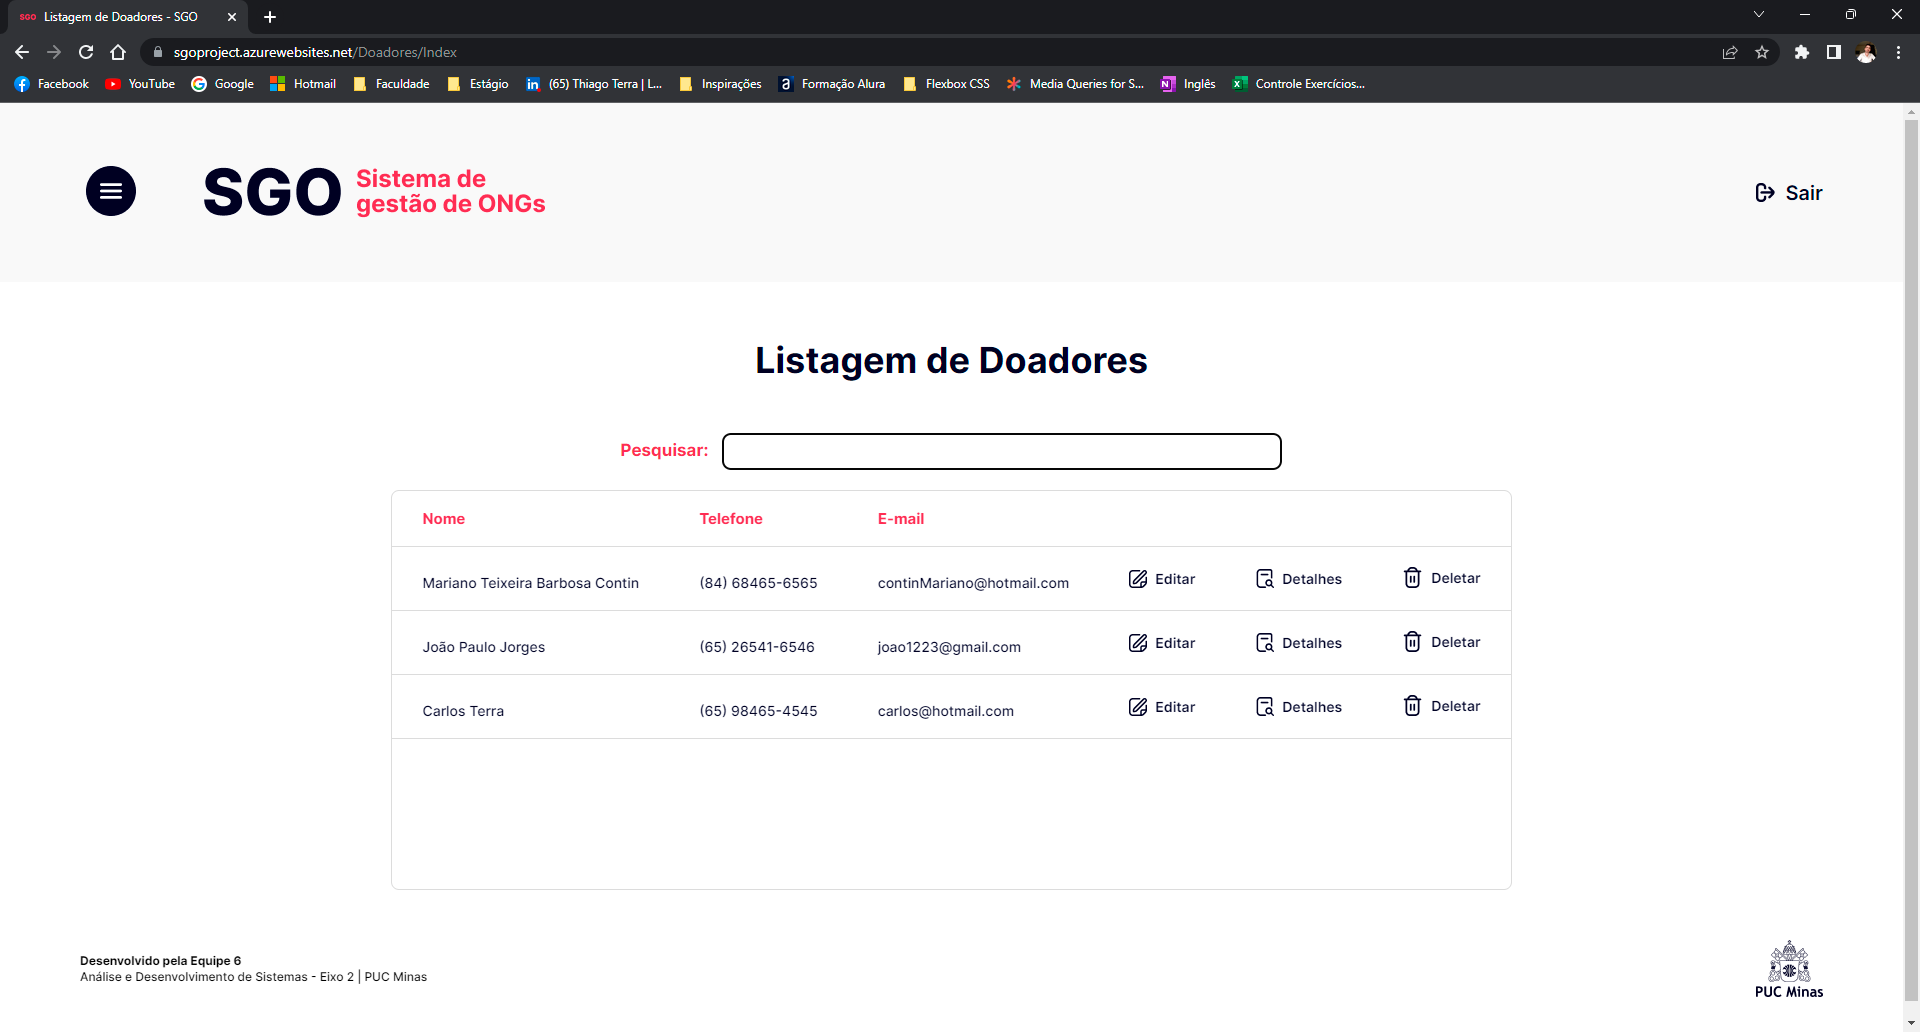 SGO Listagem de Doadores - SGO
sgoproject.azurewebsites.net/Doadores/Index
Facebook YouTube Google Hotmail Faculdade Estágio in (65) Thiago Terra | L... Inspirações a Formação Alura Flexbox CSS Media Queries for S... Inglês Controle Exercícios...
SGO Sistema de
gestão de ONGs
Sair
Listagem de Doadores
Pesquisar:
Nome Telefone E-mail
Mariano Teixeira Barbosa Contin (84) 68465-6565 continMariano@hotmail.com Editar Detalhes Deletar
João Paulo Jorges (65) 26541-6546 joao1223@gmail.com Editar Detalhes Deletar
Carlos Terra (65) 98465-4545 carlos@hotmail.com Editar Detalhes Deletar
Desenvolvido pela Equipe 6
Análise e Desenvolvimento de Sistemas - Eixo 2 | PUC Minas
PUC Minas